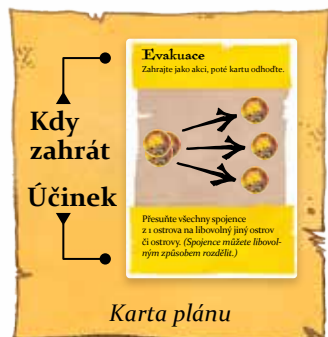 Evakuace
Zahrajte jako akci, poté kartu odhoďte.
Kdy
zahrát
Účinek
Přesuňte všechny spojence
z 1 ostrova na libovolný jiný ostrov
či ostrovy. (Spojence můžete libovol-
ným způsobem rozdělit.)
Karta plánu